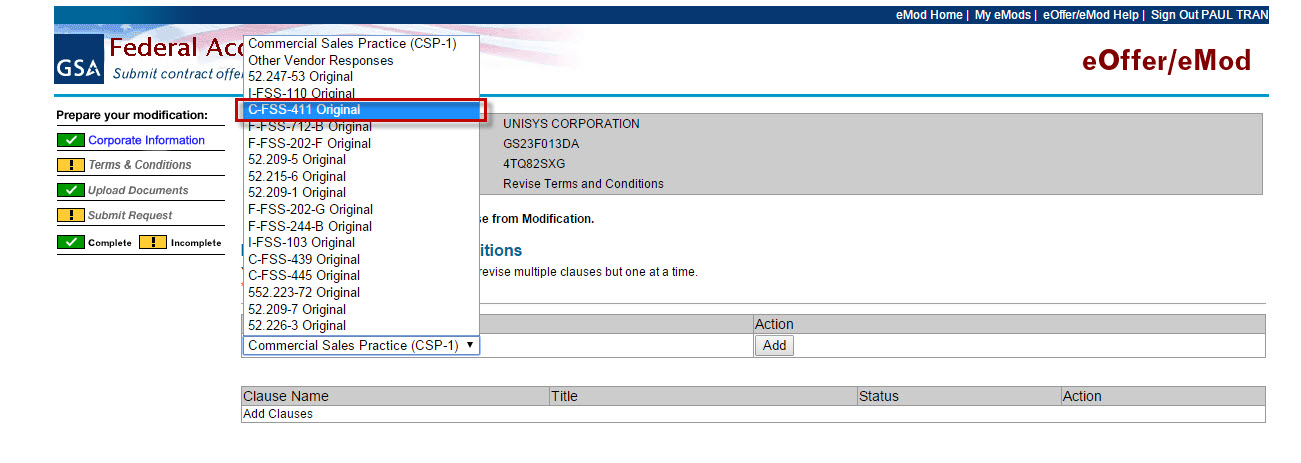 eMod Home | My eMods | eOffer/eMod Help | Sign Out PAUL TRAN
GSA
Federal Acc
Submit contract offe
eOffer/eMod
Prepare your modification:
Corporate Information
! Terms & Conditions
Upload Documents
! Submit Request
Complete ! Incomplete
Commercial Sales Practice (CSP-1)
Other Vendor Responses
52.247-53 Original
I-FSS-110 Original
C-FSS-411 Original
F-FSS-712-B Original
F-FSS-202-F Original
52.209-5 Original
52.215-6 Original
52.209-1 Original
F-FSS-202-G Original
F-FSS-244-B Original
I-FSS-103 Original
C-FSS-439 Original
C-FSS-445 Original
552.223-72 Original
52.209-7 Original
52.226-3 Original
UNISYS CORPORATION
GS23F013DA
4TQ82SXG
Revise Terms and Conditions
se from Modification.
itions
revise multiple clauses but one at a time.
Action
Commercial Sales Practice (CSP-1) Add
Clause Name Title Status Action
Add Clauses